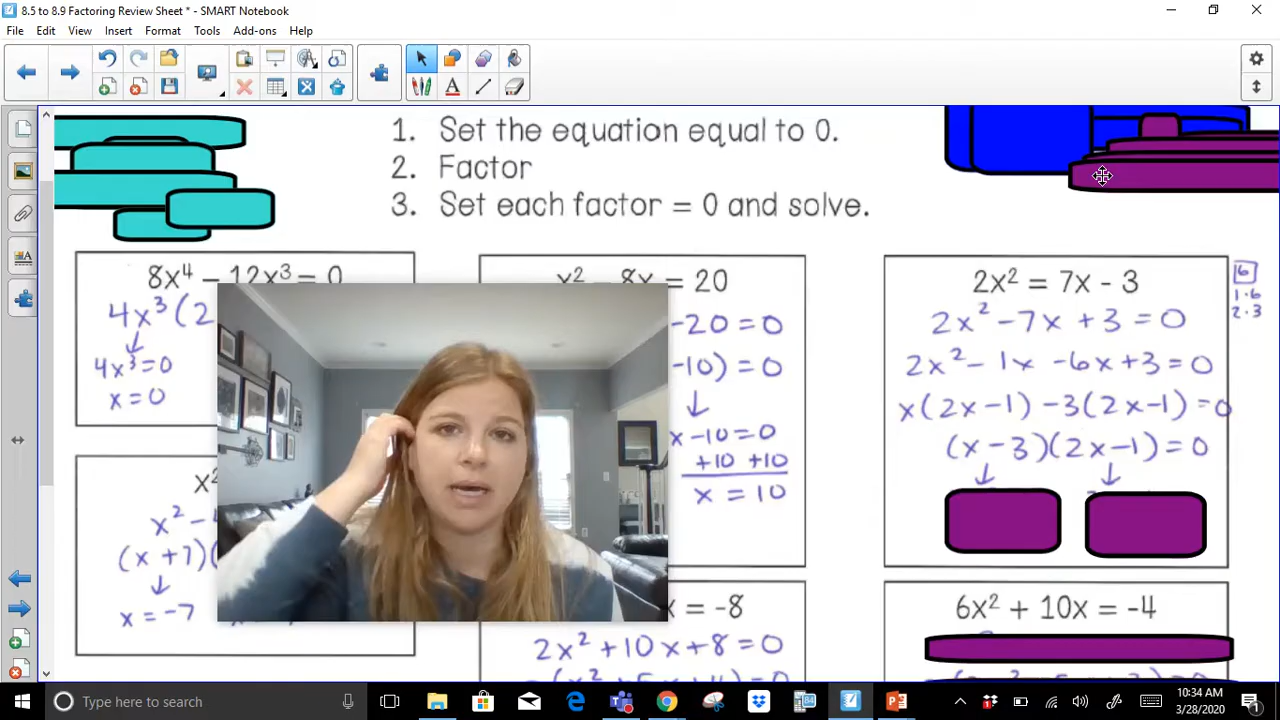 8.5 to 8.9 Factoring Review Sheet * - SMART Notebook
File Edit View Insert Format Tools Add-ons Help
1. Set the equation equal to 0.
2. Factor
3. Set each factor = 0 and solve.
8x⁴ - 12x³ = 0
4x³(2
4x³=0
x=0
x² - 8x = 20
-20=0
-10)=0
x-10=0
+10 +10
x = 10
2x² = 7x - 3
6
1·6
2·3
2x² -7x +3 =0
2x² - 1x -6x +3 =0
x(2x-1) -3(2x-1) =0
(x-3)(2x-1)=0
x²
x² -
(x +7)(
x = -7
= -8
2x² +10x +8 =0
6x² + 10x = -4
Type here to search
10:34 AM
3/28/2020